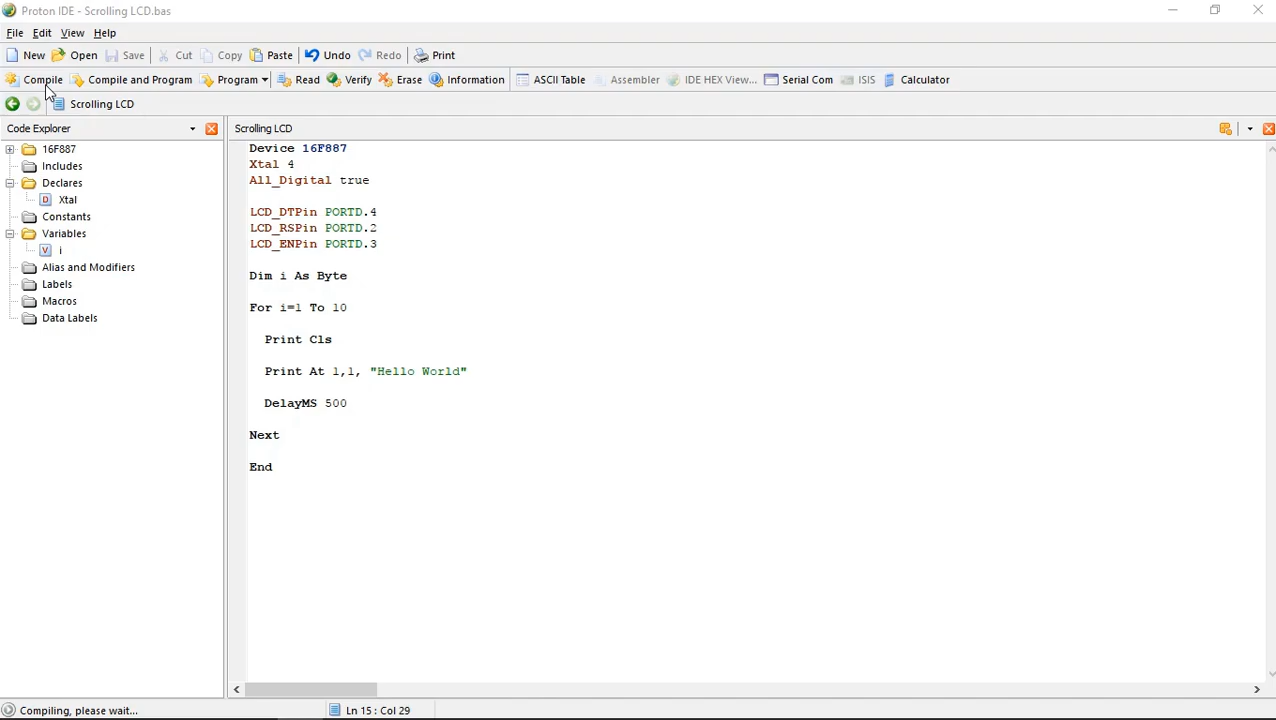 Proton IDE - Scrolling LCD.bas
File Edit View Help
New Open Save Cut Copy Paste Undo Redo Print
Compile Compile and Program Program Read Verify Erase Information ASCII Table Assembler IDE HEX View... Serial Com ISIS Calculator
Scrolling LCD
Code Explorer
16F887
Includes
Declares
D Xtal
Constants
Variables
V i
Alias and Modifiers
Labels
Macros
Data Labels
Scrolling LCD
Device 16F887
Xtal 4
All_Digital true
LCD_DTPin PORTD.4
LCD_RSPin PORTD.2
LCD_ENPin PORTD.3
Dim i As Byte
For i=1 To 10
Print Cls
Print At 1,1, "Hello World"
DelayMS 500
Next
End
Compiling, please wait... Ln 15 : Col 29